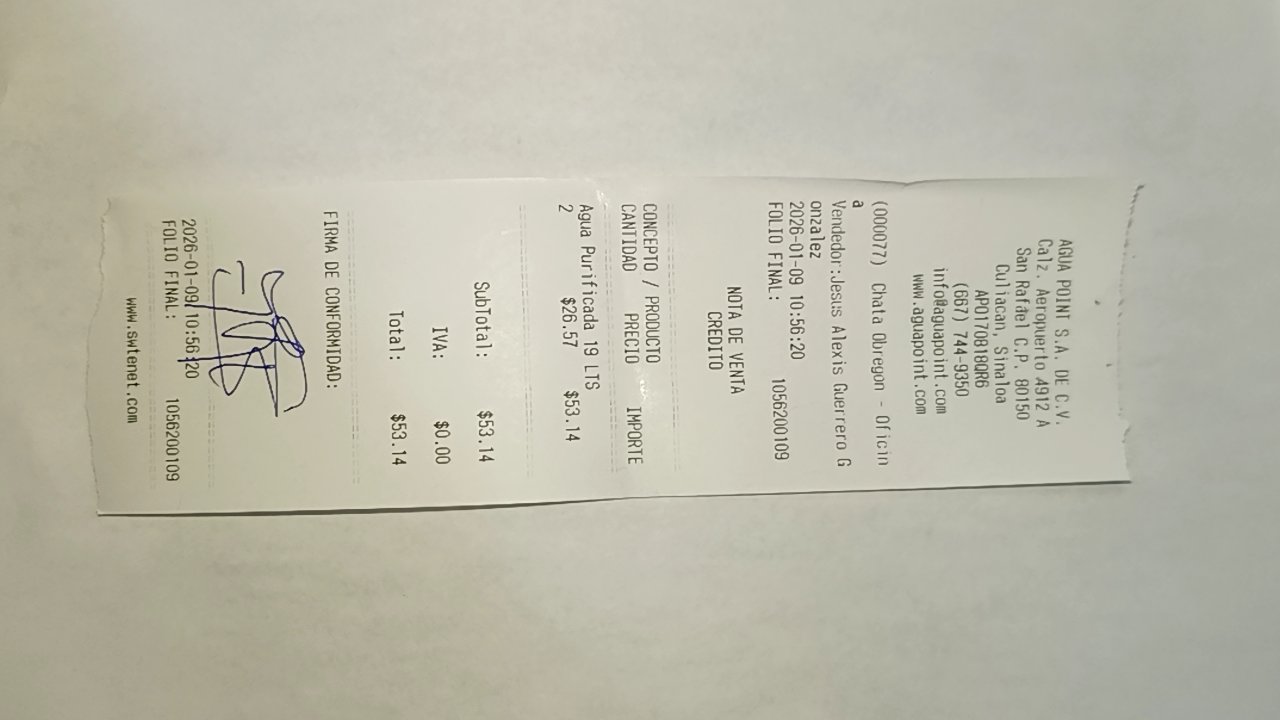 AGUA POINT S.A. DE C.V.
Calz. Aeropuerto 4912 A
San Rafael C.P. 80150
Culiacan, Sinaloa
APO170818QR6
(667) 744-9350
info@aguapoint.com
www.aguapoint.com
(000077) Chata Obregon - Oficin
a
Vendedor:Jesus Alexis Guerrero G
onzalez
2026-01-09 10:56:20
FOLIO FINAL: 1056200109
NOTA DE VENTA
CREDITO
CONCEPTO / PRODUCTO
CANTIDAD PRECIO IMPORTE
Agua Purificada 19 LTS
2 $26.57 $53.14
SubTotal: $53.14
IVA: $0.00
Total: $53.14
FIRMA DE CONFORMIDAD:
2026-01-09 10:56:20
FOLIO FINAL: 1056200109
www.swtenet.com